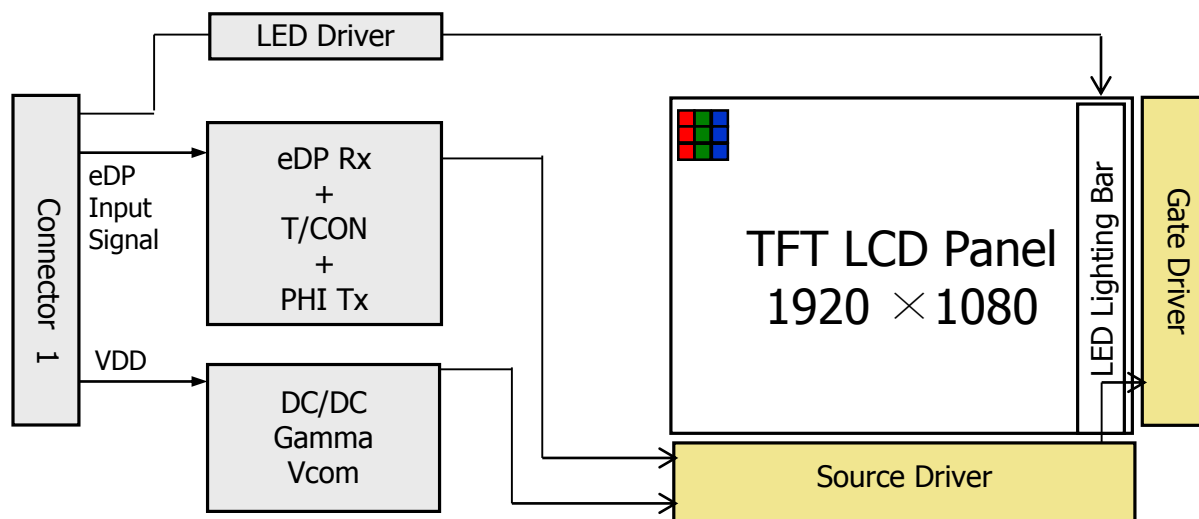 LED Driver
Connector 1
eDP
Input
Signal
eDP Rx
+
T/CON
+
PHI Tx
VDD
DC/DC
Gamma
Vcom
TFT LCD Panel
1920 ×1080
LED Lighting Bar
Gate Driver
Source Driver